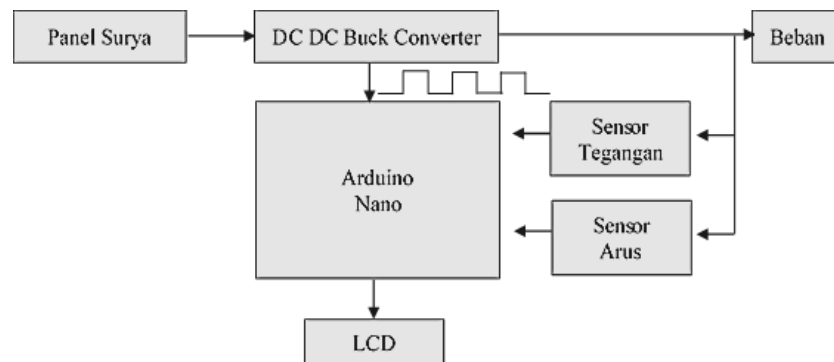 Panel Surya
DC DC Buck Converter
Beban
Sensor
Tegangan
Arduino
Nano
Sensor
Arus
LCD